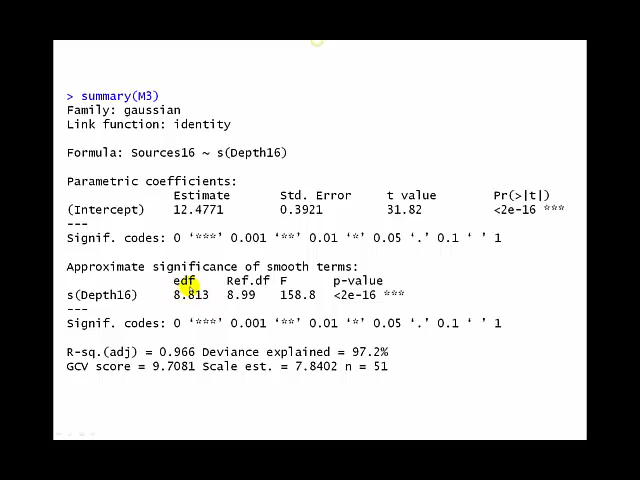 > summary(M3)
Family: gaussian
Link function: identity
Formula: Sources16 ~ s(Depth16)
Parametric coefficients:
Estimate Std. Error t value Pr(>|t|)
(Intercept) 12.4771 0.3921 31.82 <2e-16 ***
---
Signif. codes: 0 ‘***’ 0.001 ‘**’ 0.01 ‘*’ 0.05 ‘.’ 0.1 ‘ ’ 1
Approximate significance of smooth terms:
edf Ref.df F p-value
s(Depth16) 8.813 8.99 158.8 <2e-16 ***
---
Signif. codes: 0 ‘***’ 0.001 ‘**’ 0.01 ‘*’ 0.05 ‘.’ 0.1 ‘ ’ 1
R-sq.(adj) = 0.966 Deviance explained = 97.2%
GCV score = 9.7081 Scale est. = 7.8402 n = 51